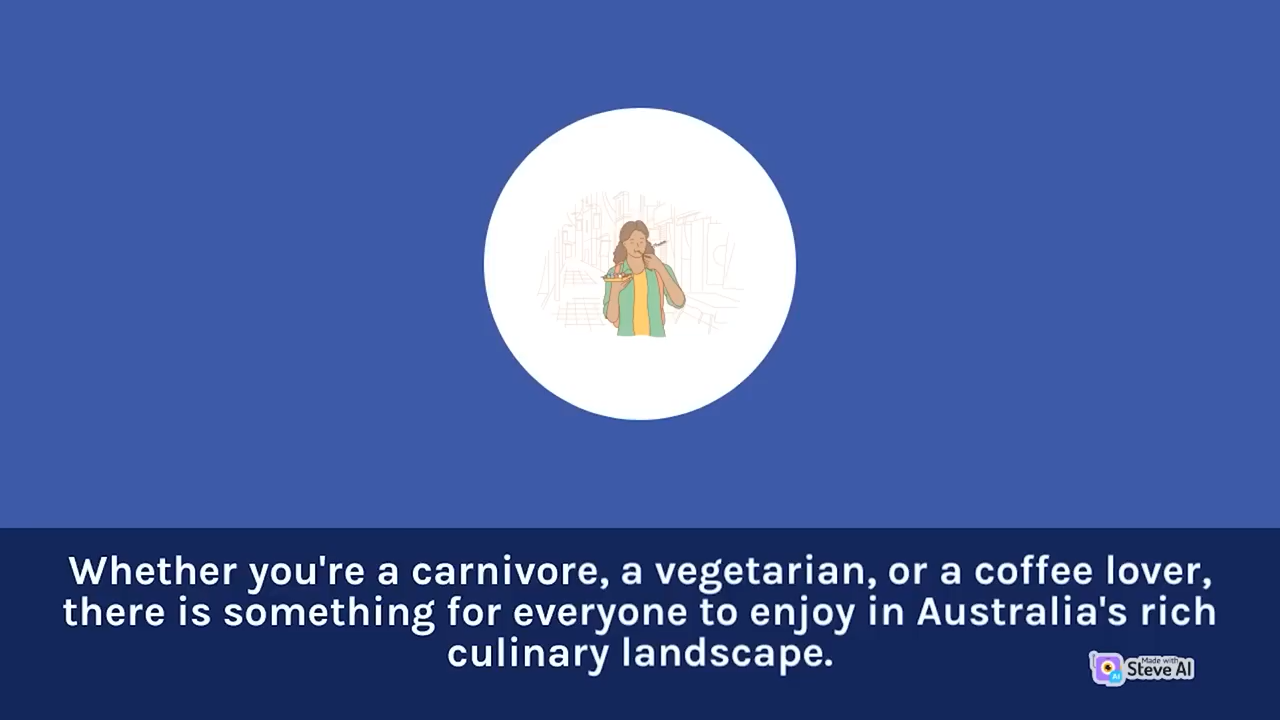 Whether you're a carnivore, a vegetarian, or a coffee lover,
there is something for everyone to enjoy in Australia's rich
culinary landscape.
Made with
Steve AI
AI